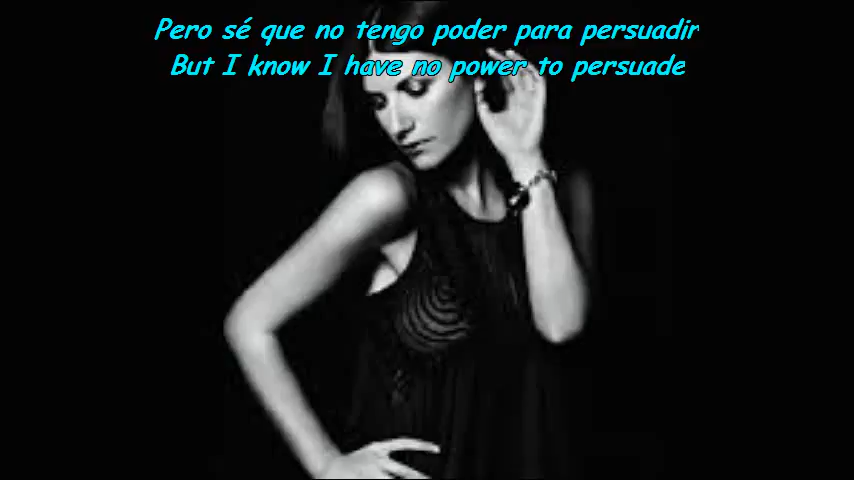 Pero sé que no tengo poder para persuadir
But I know I have no power to persuade